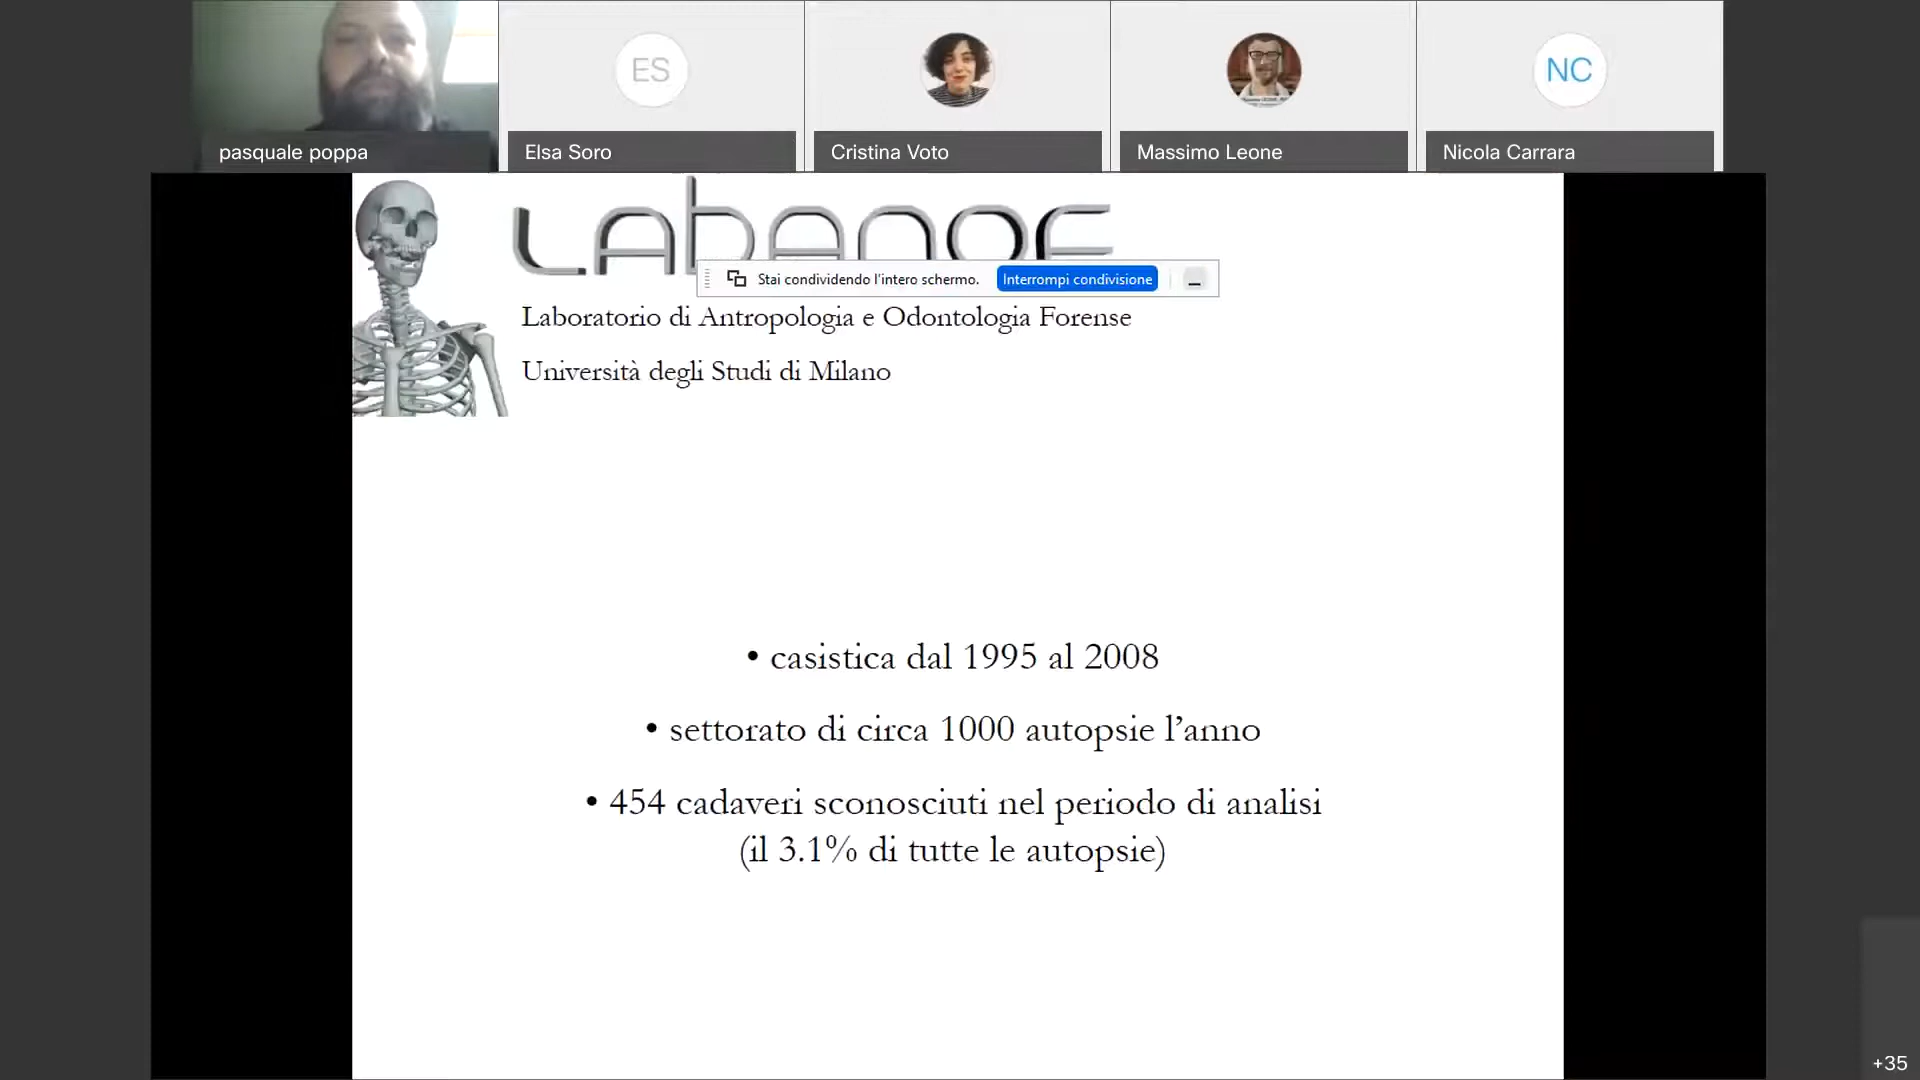 ES
NC
pasquale poppa
Elsa Soro
Cristina Voto
Massimo Leone
Nicola Carrara
LABANOF
Stai condividendo l'intero schermo.
Interrompi condivisione
Laboratorio di Antropologia e Odontologia Forense
Università degli Studi di Milano
• casistica dal 1995 al 2008
• settorato di circa 1000 autopsie l’anno
• 454 cadaveri sconosciuti nel periodo di analisi
(il 3.1% di tutte le autopsie)
+35